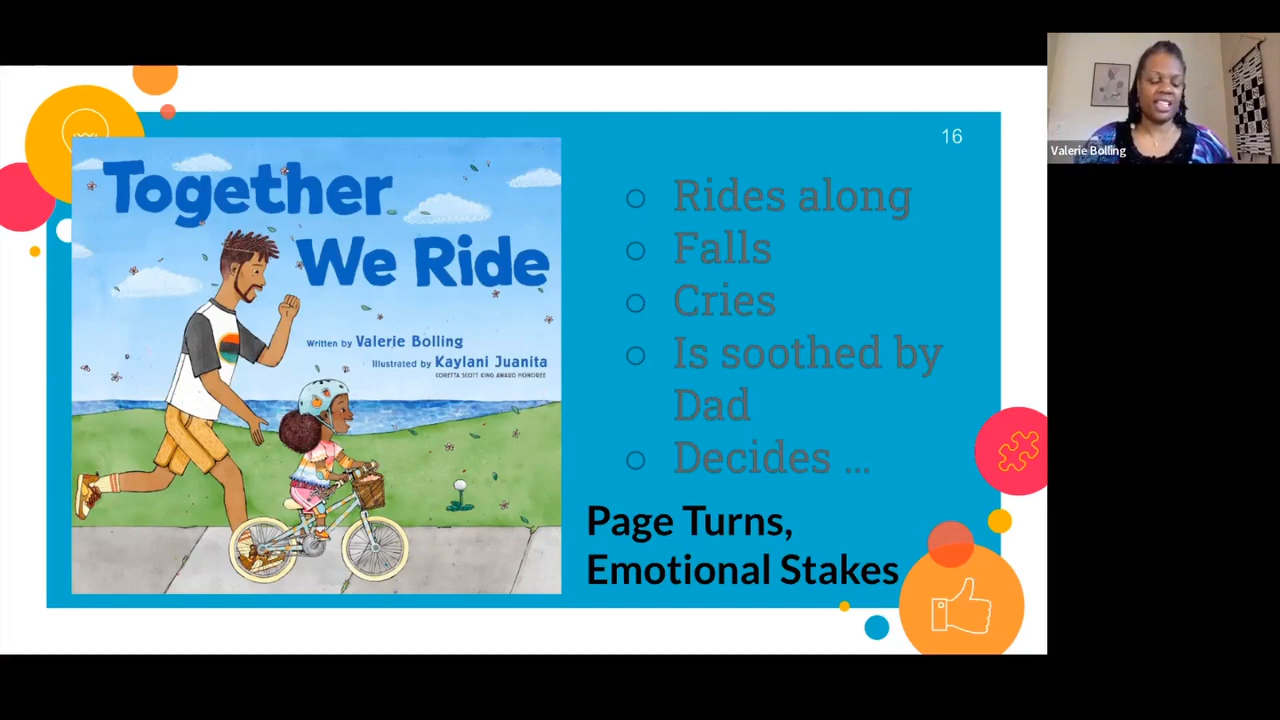 16
Together
We Ride
Written by Valerie Bolling
Illustrated by Kaylani Juanita
CORETTA SCOTT KING AWARD HONOREE
○ Rides along
○ Falls
○ Cries
○ Is soothed by
Dad
○ Decides ...
Page Turns,
Emotional Stakes
Valerie Bolling